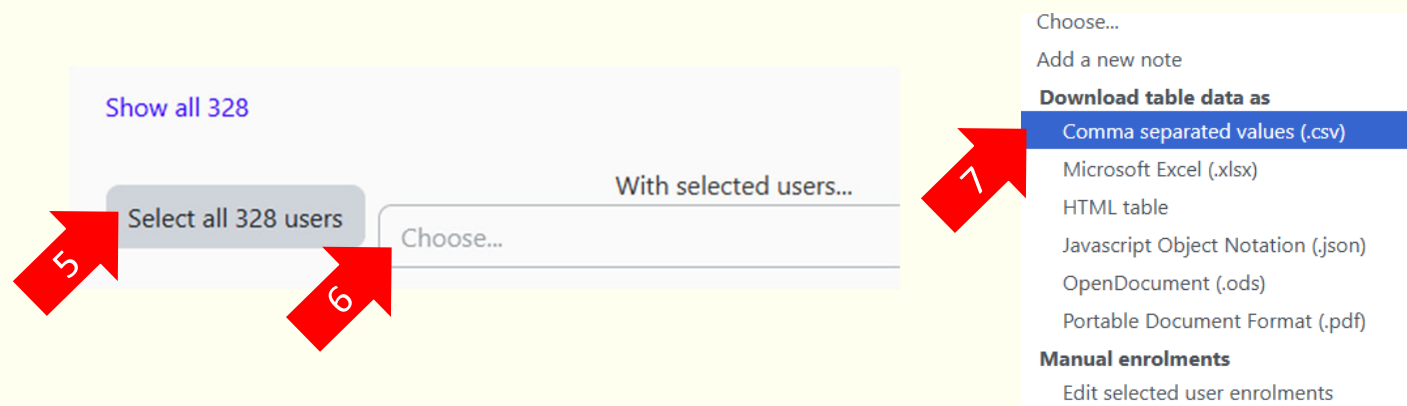 Show all 328
With selected users...
Select all 328 users
Choose...
5
6
7
Choose...
Add a new note
Download table data as
Comma separated values (.csv)
Microsoft Excel (.xlsx)
HTML table
Javascript Object Notation (.json)
OpenDocument (.ods)
Portable Document Format (.pdf)
Manual enrolments
Edit selected user enrolments